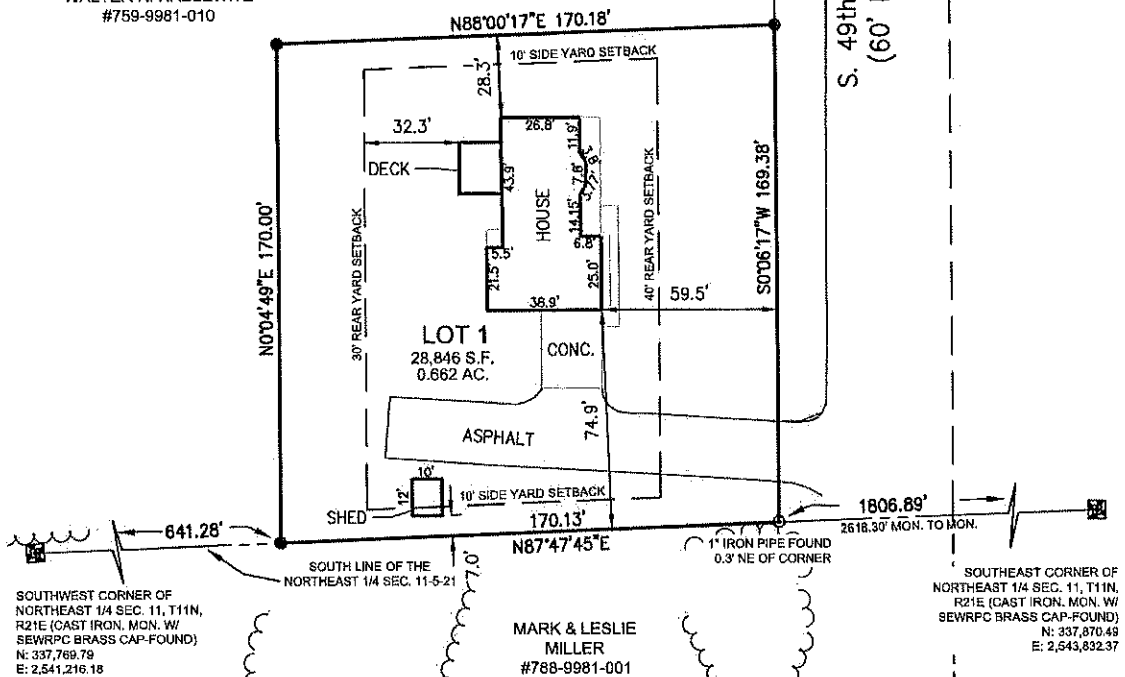 #759-9981-010
N88°00'17"E 170.18'
S. 49th
(60'
10' SIDE YARD SETBACK
28.3'
32.3'
26.8'
11.9'
3.8'
7.8'
3.7'
DECK
43.9'
HOUSE
14.15'
6.8'
5.5'
21.5'
25.0'
38.9'
59.5'
N0°04'49"E 170.00'
30' REAR YARD SETBACK
40' REAR YARD SETBACK
S0°06'17"W 169.38'
LOT 1
28,846 S.F.
0.662 AC.
CONC.
ASPHALT
74.9'
10'
12'
SHED
10' SIDE YARD SETBACK
641.28'
170.13'
N87°47'45"E
1806.89'
2618.30' MON. TO MON.
1" IRON PIPE FOUND
0.3' NE OF CORNER
SOUTH LINE OF THE
NORTHEAST 1/4 SEC. 11-5-21
7.0'
SOUTHWEST CORNER OF
NORTHEAST 1/4 SEC. 11, T11N,
R21E (CAST IRON. MON. W/
SEWRPC BRASS CAP-FOUND)
N: 337,769.79
E: 2,541,216.18
MARK & LESLIE
MILLER
#788-9981-001
SOUTHEAST CORNER OF
NORTHEAST 1/4 SEC. 11, T11N,
R21E (CAST IRON. MON. W/
SEWRPC BRASS CAP-FOUND)
N: 337,870.49
E: 2,543,832.37